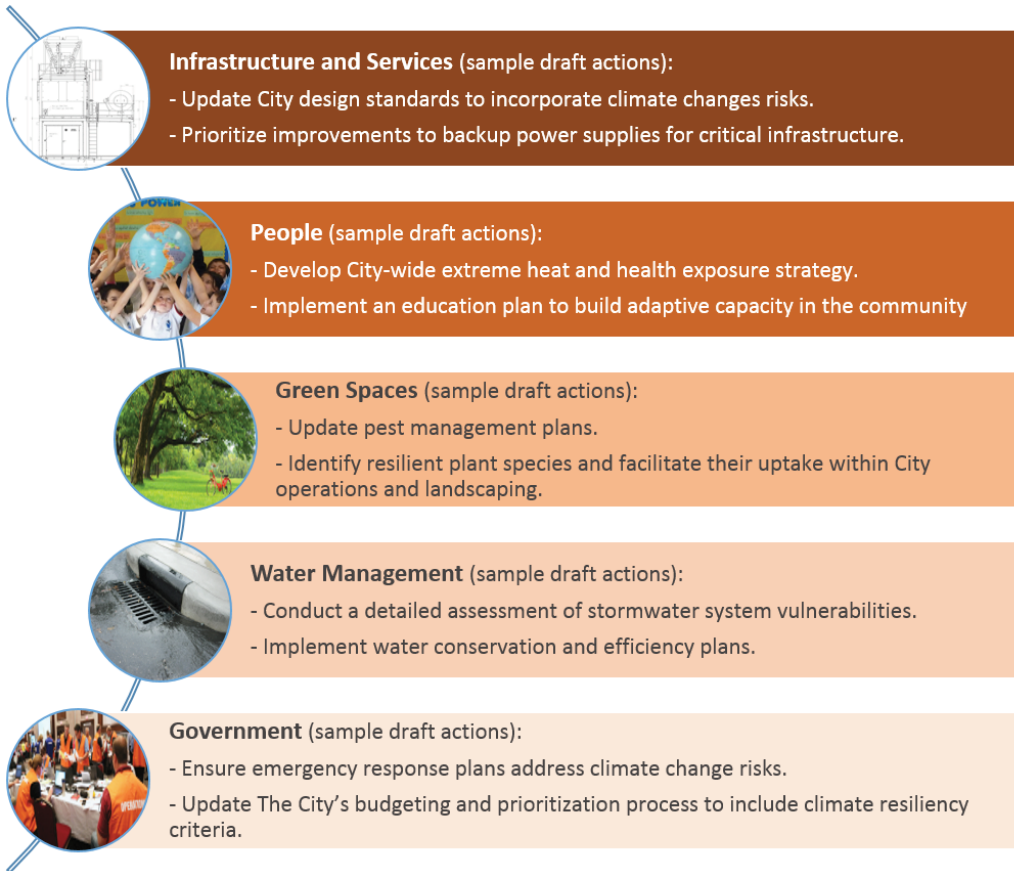 Infrastructure and Services (sample draft actions):
- Update City design standards to incorporate climate changes risks.
- Prioritize improvements to backup power supplies for critical infrastructure.
POWER
People (sample draft actions):
- Develop City-wide extreme heat and health exposure strategy.
- Implement an education plan to build adaptive capacity in the community
Green Spaces (sample draft actions):
- Update pest management plans.
- Identify resilient plant species and facilitate their uptake within City
operations and landscaping.
Water Management (sample draft actions):
- Conduct a detailed assessment of stormwater system vulnerabilities.
- Implement water conservation and efficiency plans.
Government (sample draft actions):
- Ensure emergency response plans address climate change risks.
- Update The City’s budgeting and prioritization process to include climate resiliency
criteria.